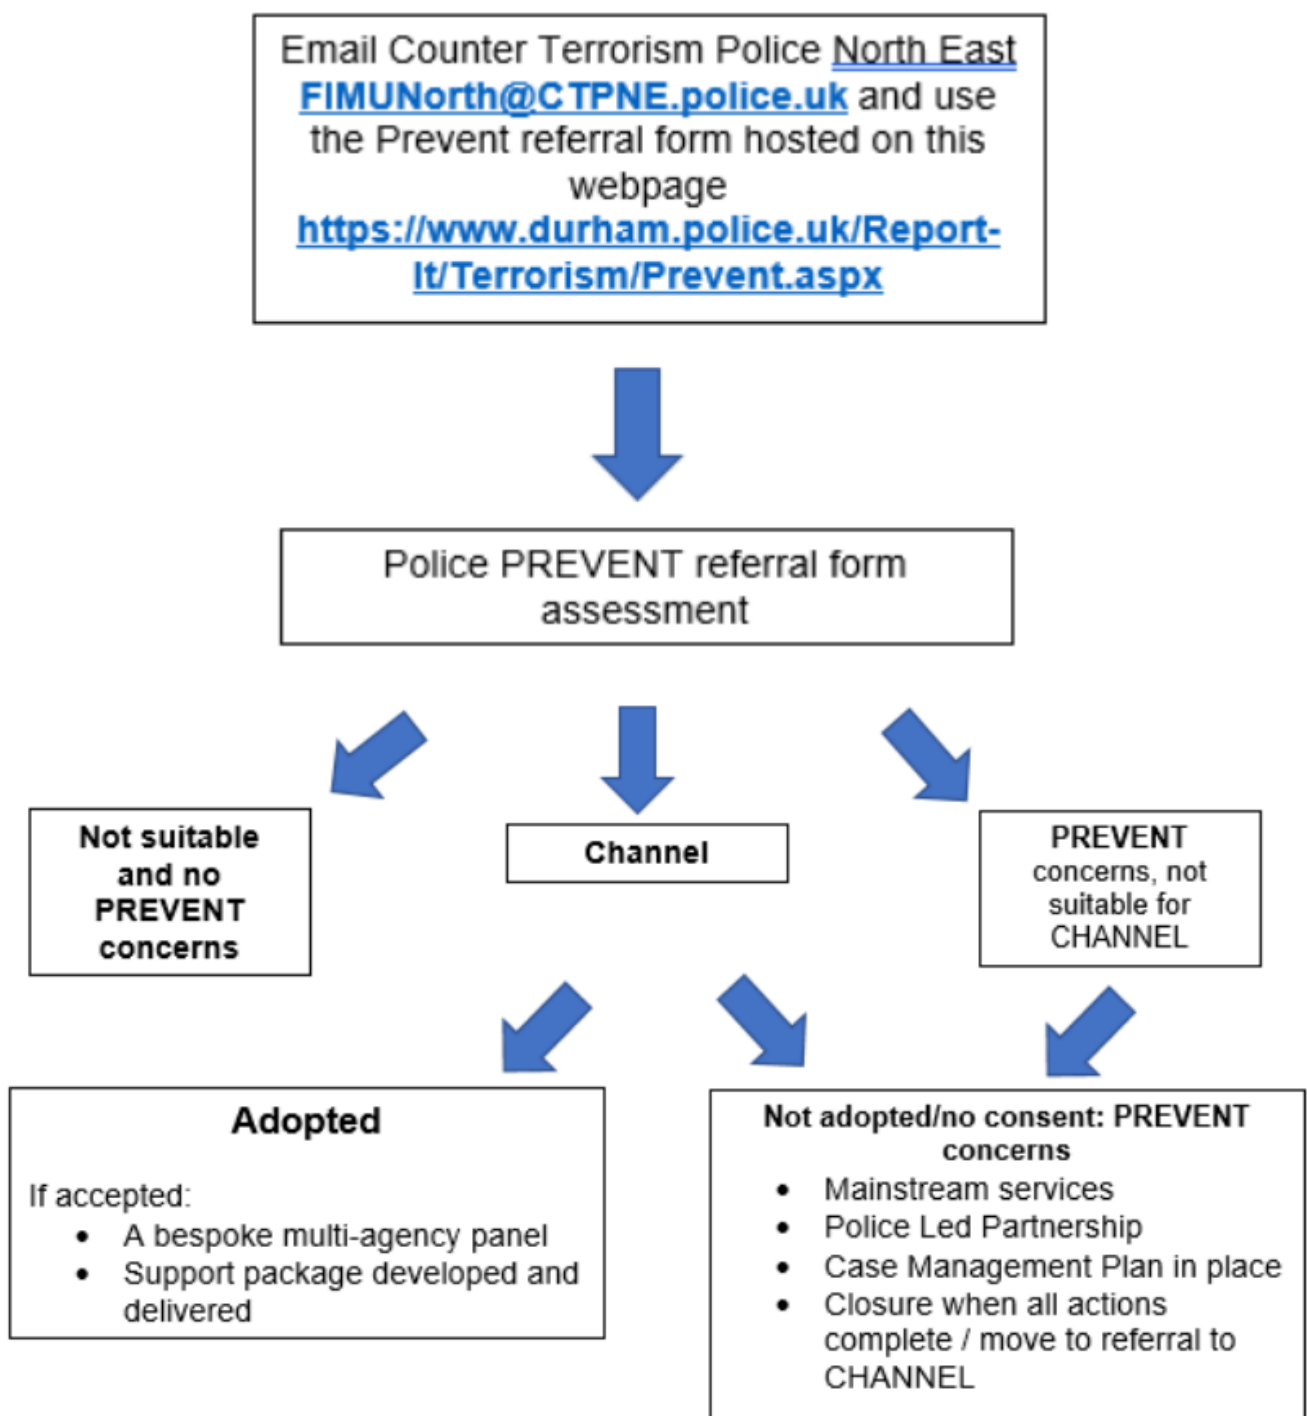 Email Counter Terrorism Police North East
FIMUNorth@CTPNE.police.uk and use
the Prevent referral form hosted on this
webpage
https://www.durham.police.uk/Report-
It/Terrorism/Prevent.aspx
Police PREVENT referral form
assessment
Not suitable
and no
PREVENT
concerns
Channel
PREVENT
concerns, not
suitable for
CHANNEL
Adopted
If accepted:
• A bespoke multi-agency panel
• Support package developed and
delivered
Not adopted/no consent: PREVENT
concerns
• Mainstream services
• Police Led Partnership
• Case Management Plan in place
• Closure when all actions
complete / move to referral to
CHANNEL